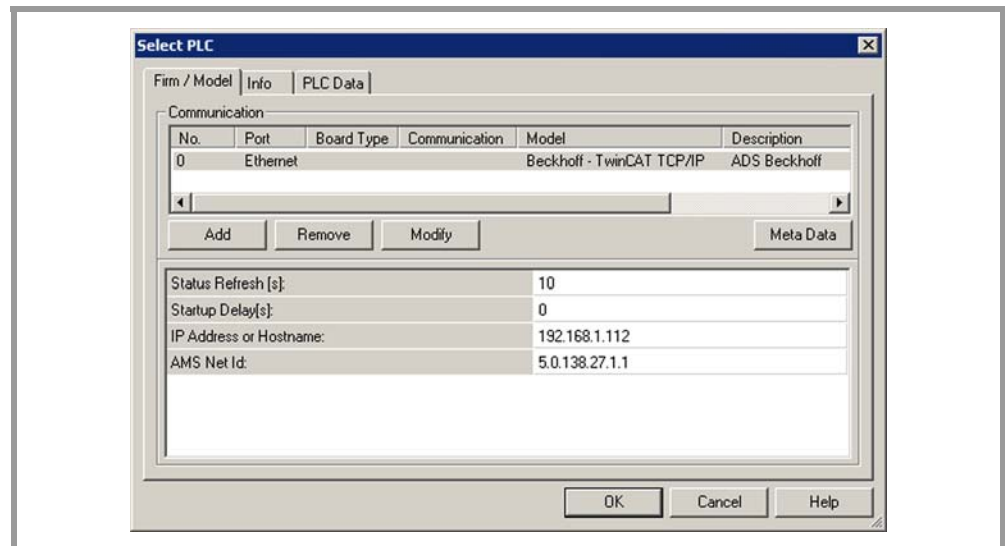 Select PLC
Firm / Model Info PLC Data
Communication
No. Port Board Type Communication Model Description
0 Ethernet Beckhoff - TwinCAT TCP/IP ADS Beckhoff
Add Remove Modify Meta Data
Status Refresh [s]: 10
Startup Delay[s]: 0
IP Address or Hostname: 192.168.1.112
AMS Net Id: 5.0.138.27.1.1
OK Cancel Help